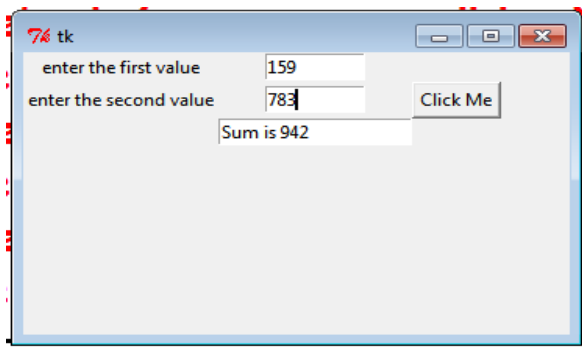 tk
enter the first value 159
enter the second value 783 Click Me
Sum is 942